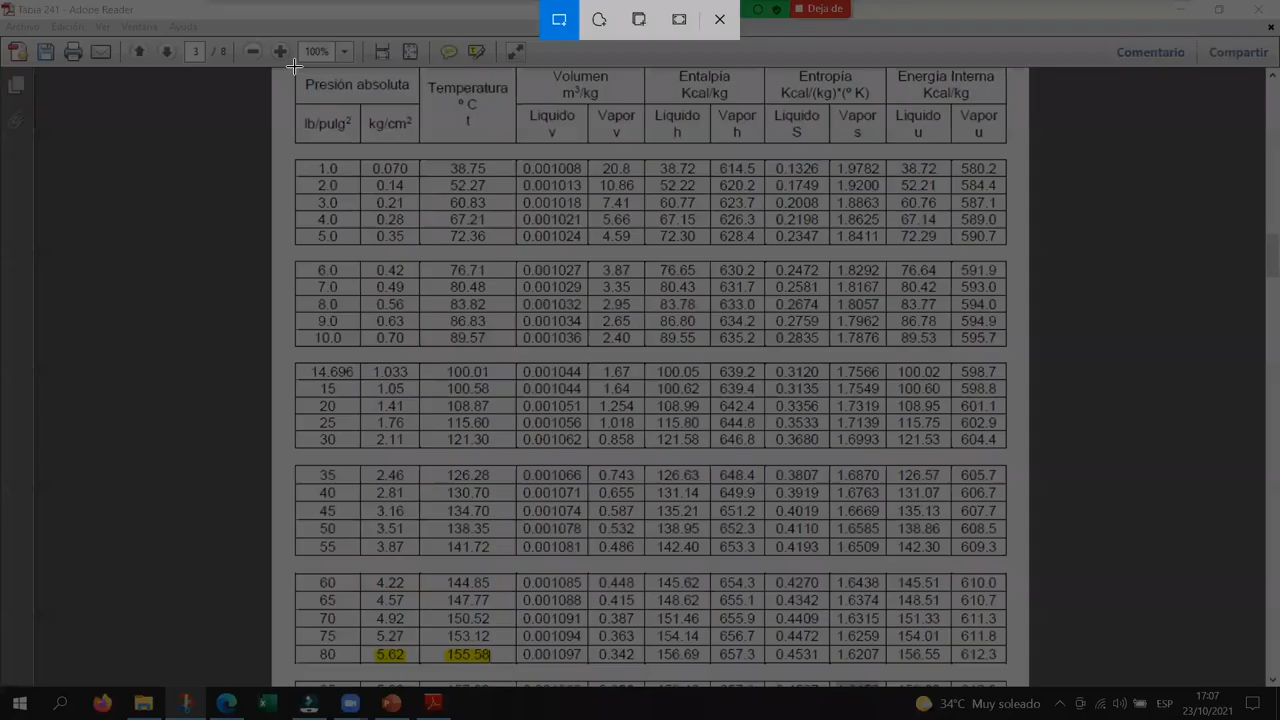 Tabla 241 - Adobe Reader
Deja de
Archivo Edición Ver Ventana
3 / 8 100% Comentario Compartir
Presión absoluta Temperatura º C t Volumen m³/kg Entalpia Kcal/kg Entropía Kcal/(kg)*(º K) Energía Interna Kcal/kg
lb/pulg² kg/cm² Liquido v Vapor v Liquido h Vapor h Liquido S Vapor s Liquido u Vapor u
1.0 0.070 38.75 0.001008 20.8 38.72 614.5 0.1326 1.9782 38.72 580.2
2.0 0.14 52.27 0.001013 10.86 52.22 620.2 0.1749 1.9200 52.21 584.4
3.0 0.21 60.83 0.001018 7.41 60.77 623.7 0.2008 1.8863 60.76 587.1
4.0 0.28 67.21 0.001021 5.66 67.15 626.3 0.2198 1.8625 67.14 589.0
5.0 0.35 72.36 0.001024 4.59 72.30 628.4 0.2347 1.8411 72.29 590.7
6.0 0.42 76.71 0.001027 3.87 76.65 630.2 0.2472 1.8292 76.64 591.9
7.0 0.49 80.48 0.001029 3.35 80.43 631.7 0.2581 1.8167 80.42 593.0
8.0 0.56 83.82 0.001032 2.95 83.78 633.0 0.2674 1.8057 83.77 594.0
9.0 0.63 86.83 0.001034 2.65 86.80 634.2 0.2759 1.7962 86.78 594.9
10.0 0.70 89.57 0.001036 2.40 89.55 635.2 0.2835 1.7876 89.53 595.7
14.696 1.033 100.01 0.001044 1.67 100.05 639.2 0.3120 1.7566 100.02 598.7
15 1.05 100.58 0.001044 1.64 100.62 639.4 0.3135 1.7549 100.60 598.8
20 1.41 108.87 0.001051 1.254 108.99 642.4 0.3356 1.7319 108.95 601.1
25 1.76 115.60 0.001056 1.018 115.80 644.8 0.3533 1.7139 115.75 602.9
30 2.11 121.30 0.001062 0.858 121.58 646.8 0.3680 1.6993 121.53 604.4
35 2.46 126.28 0.001066 0.743 126.63 648.4 0.3807 1.6870 126.57 605.7
40 2.81 130.70 0.001071 0.655 131.14 649.9 0.3919 1.6763 131.07 606.7
45 3.16 134.70 0.001074 0.587 135.21 651.2 0.4019 1.6669 135.13 607.7
50 3.51 138.35 0.001078 0.532 138.95 652.3 0.4110 1.6585 138.86 608.5
55 3.87 141.72 0.001081 0.486 142.40 653.3 0.4193 1.6509 142.30 609.3
60 4.22 144.85 0.001085 0.448 145.62 654.3 0.4270 1.6438 145.51 610.0
65 4.57 147.77 0.001088 0.415 148.62 655.1 0.4342 1.6374 148.51 610.7
70 4.92 150.52 0.001091 0.387 151.46 655.9 0.4409 1.6315 151.33 611.3
75 5.27 153.12 0.001094 0.363 154.14 656.7 0.4472 1.6259 154.01 611.8
80 5.62 155.58 0.001097 0.342 156.69 657.3 0.4531 1.6207 156.55 612.3
34°C Muy soleado ESP 17:07
23/10/2021